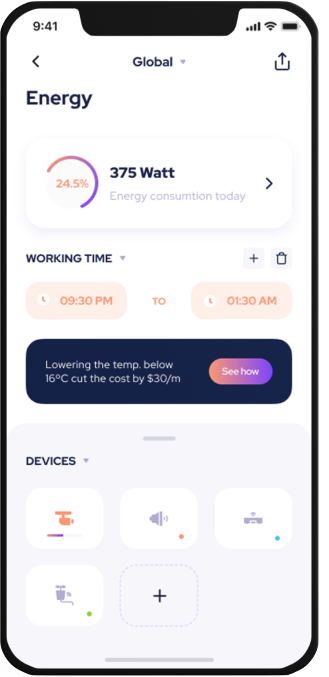 9:41
Global
Energy
24.5%
375 Watt
Energy consumtion today
WORKING TIME
09:30 PM
TO
01:30 AM
Lowering the temp. below
16ºC cut the cost by $30/m
See how
DEVICES